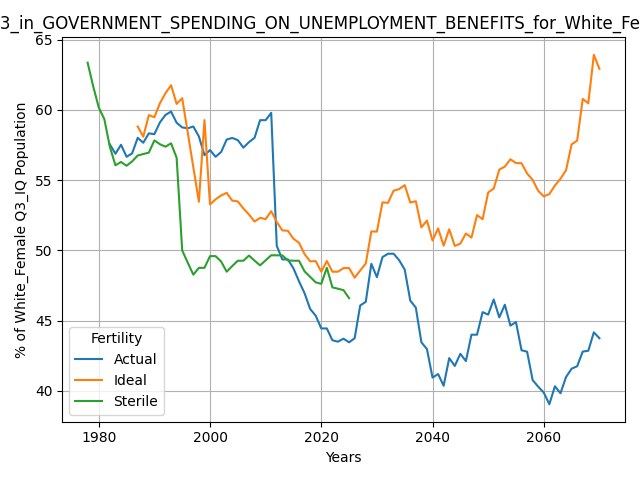 3_in_GOVERNMENT_SPENDING_ON_UNEMPLOYMENT_BENEFITS_for_White_Fe
65
60
55
50
45
40
% of White_Female Q3_IQ Population
Fertility
Actual
Ideal
Sterile
1980 2000 2020 2040 2060
Years